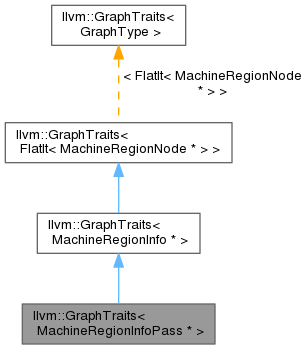 llvm::GraphTraits<
GraphType >
< FlatIt< MachineRegionNode
* > >
llvm::GraphTraits<
FlatIt< MachineRegionNode * > >
llvm::GraphTraits<
MachineRegionInfo * >
llvm::GraphTraits<
MachineRegionInfoPass * >